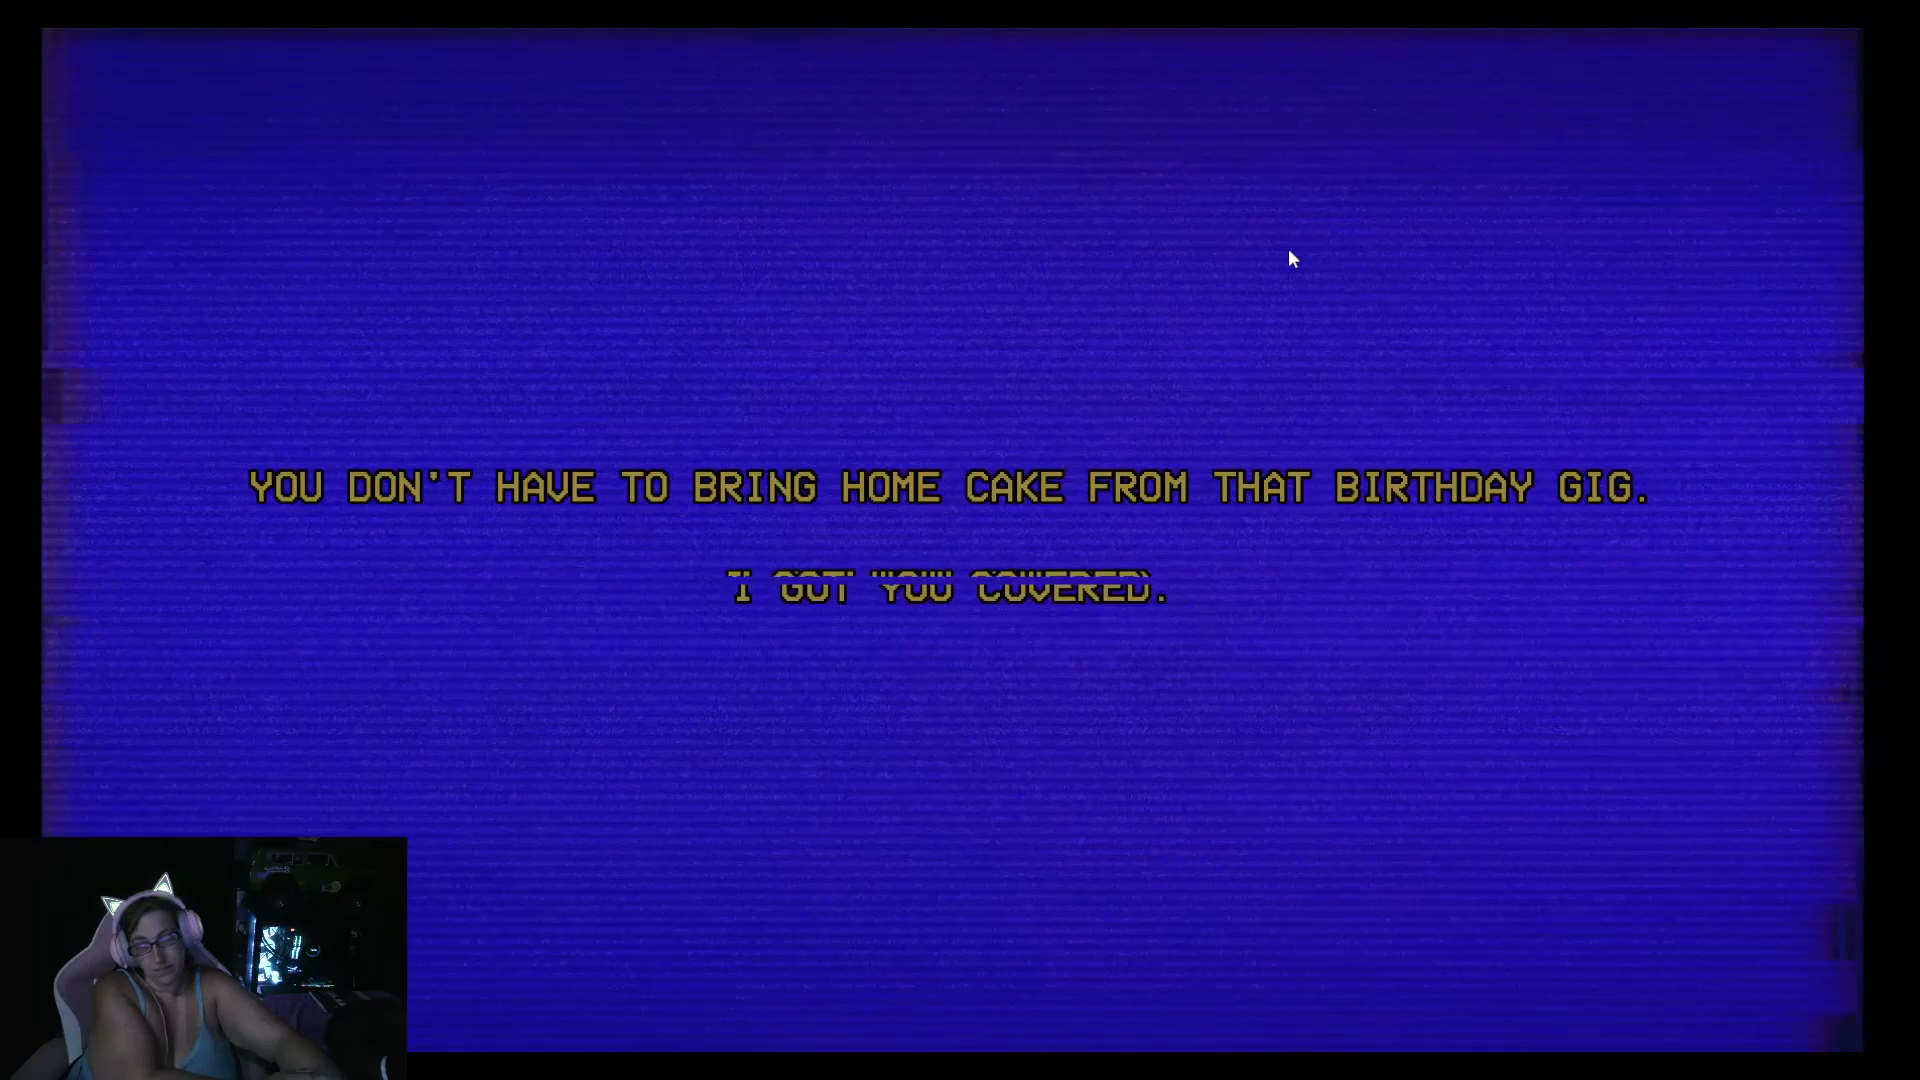 YOU DON'T HAVE TO BRING HOME CAKE FROM THAT BIRTHDAY GIG.
I GOT YOU COVERED.